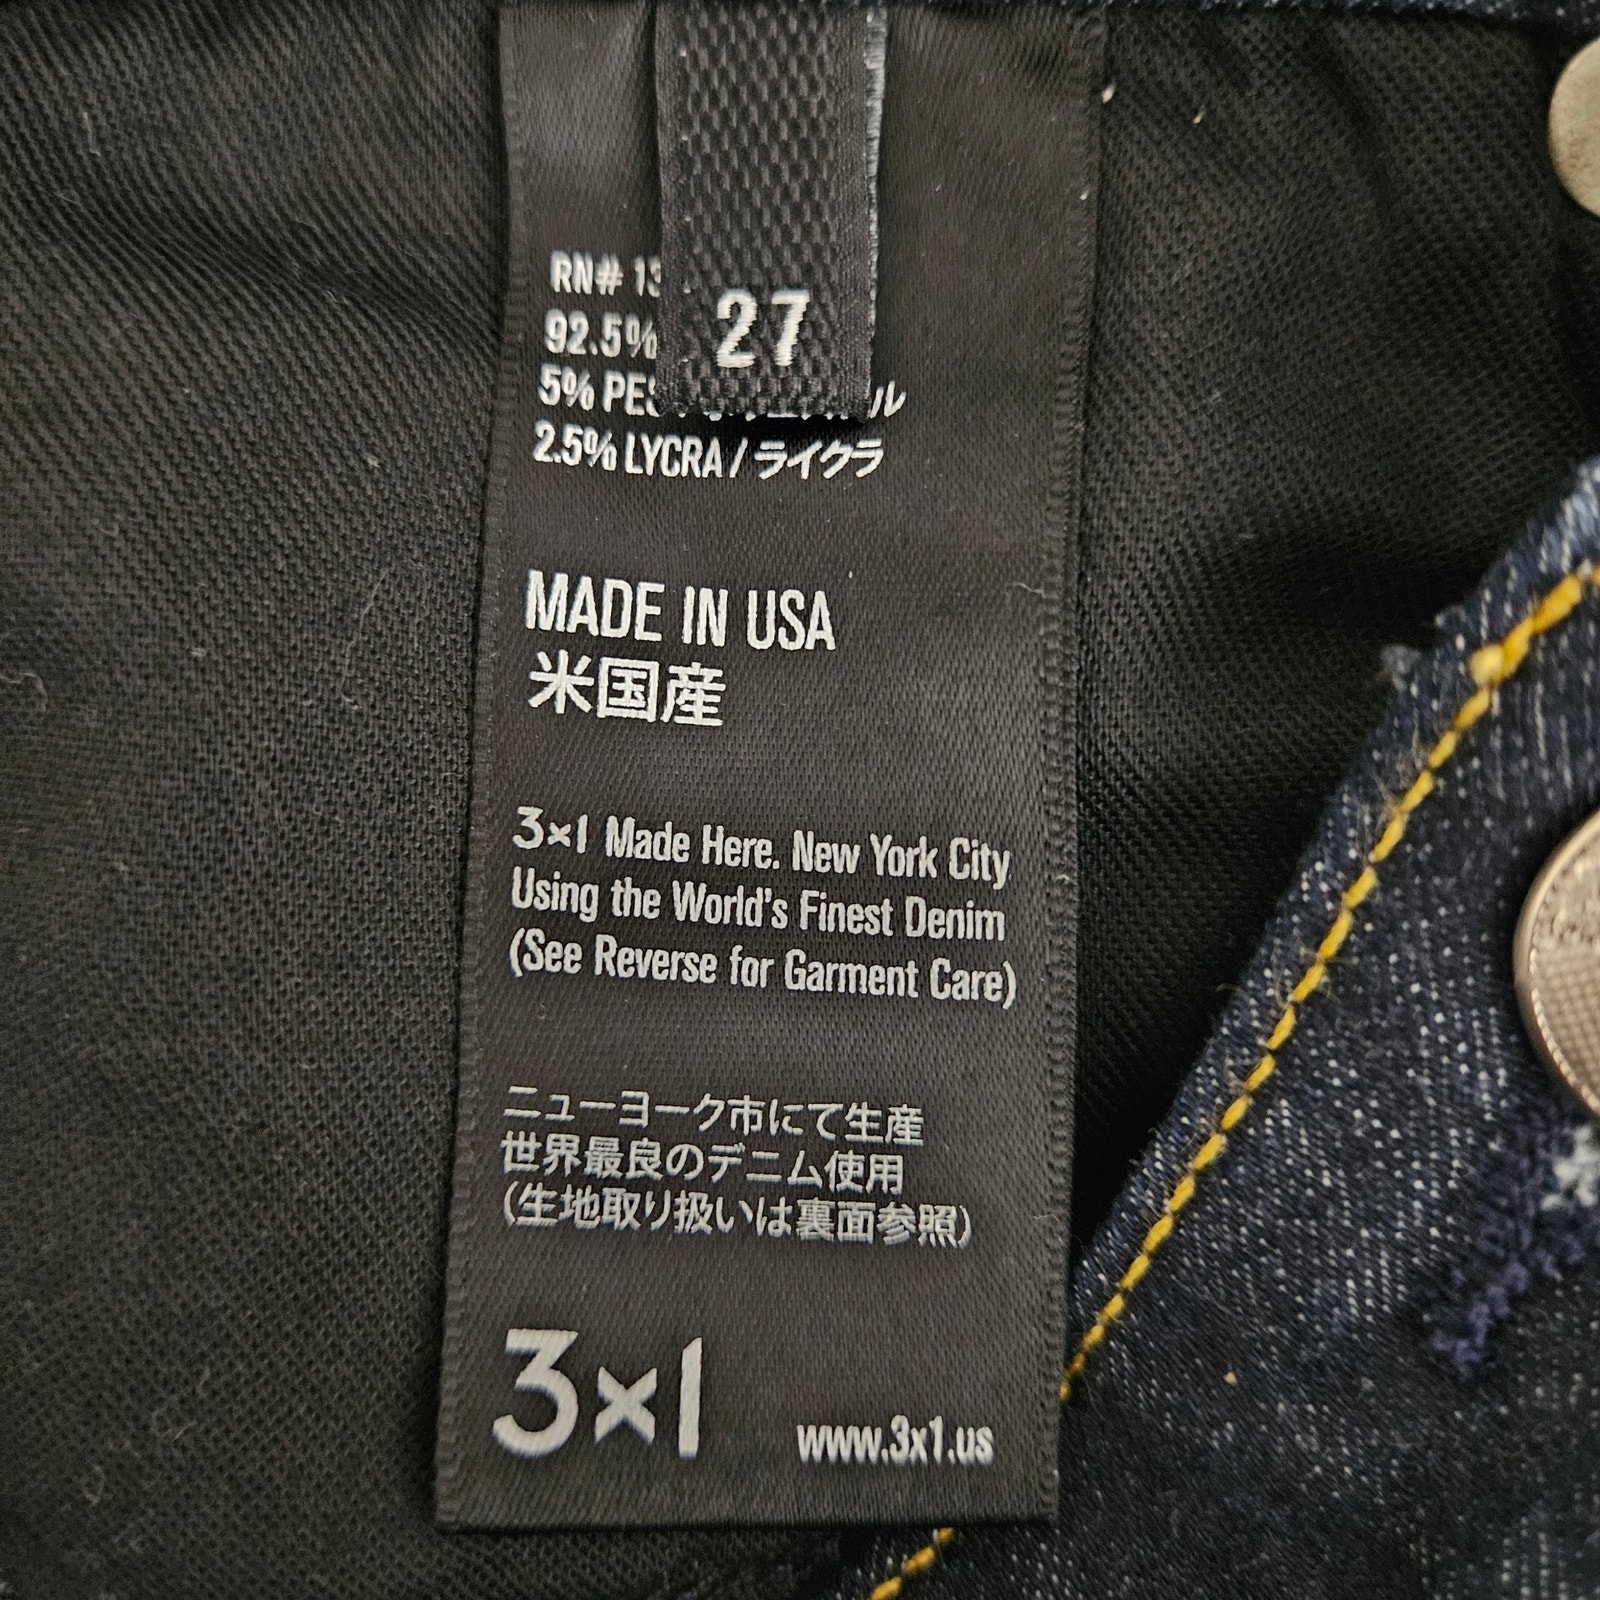 RN# 13
27
92.5%
5% PES
2.5% LYCRA / ライクラ
MADE IN USA
米国産
3×1 Made Here. New York City
Using the World's Finest Denim
(See Reverse for Garment Care)
ニューヨーク市にて生産
世界最良のデニム使用
(生地取り扱いは裏面参照)
3×1
www.3x1.us